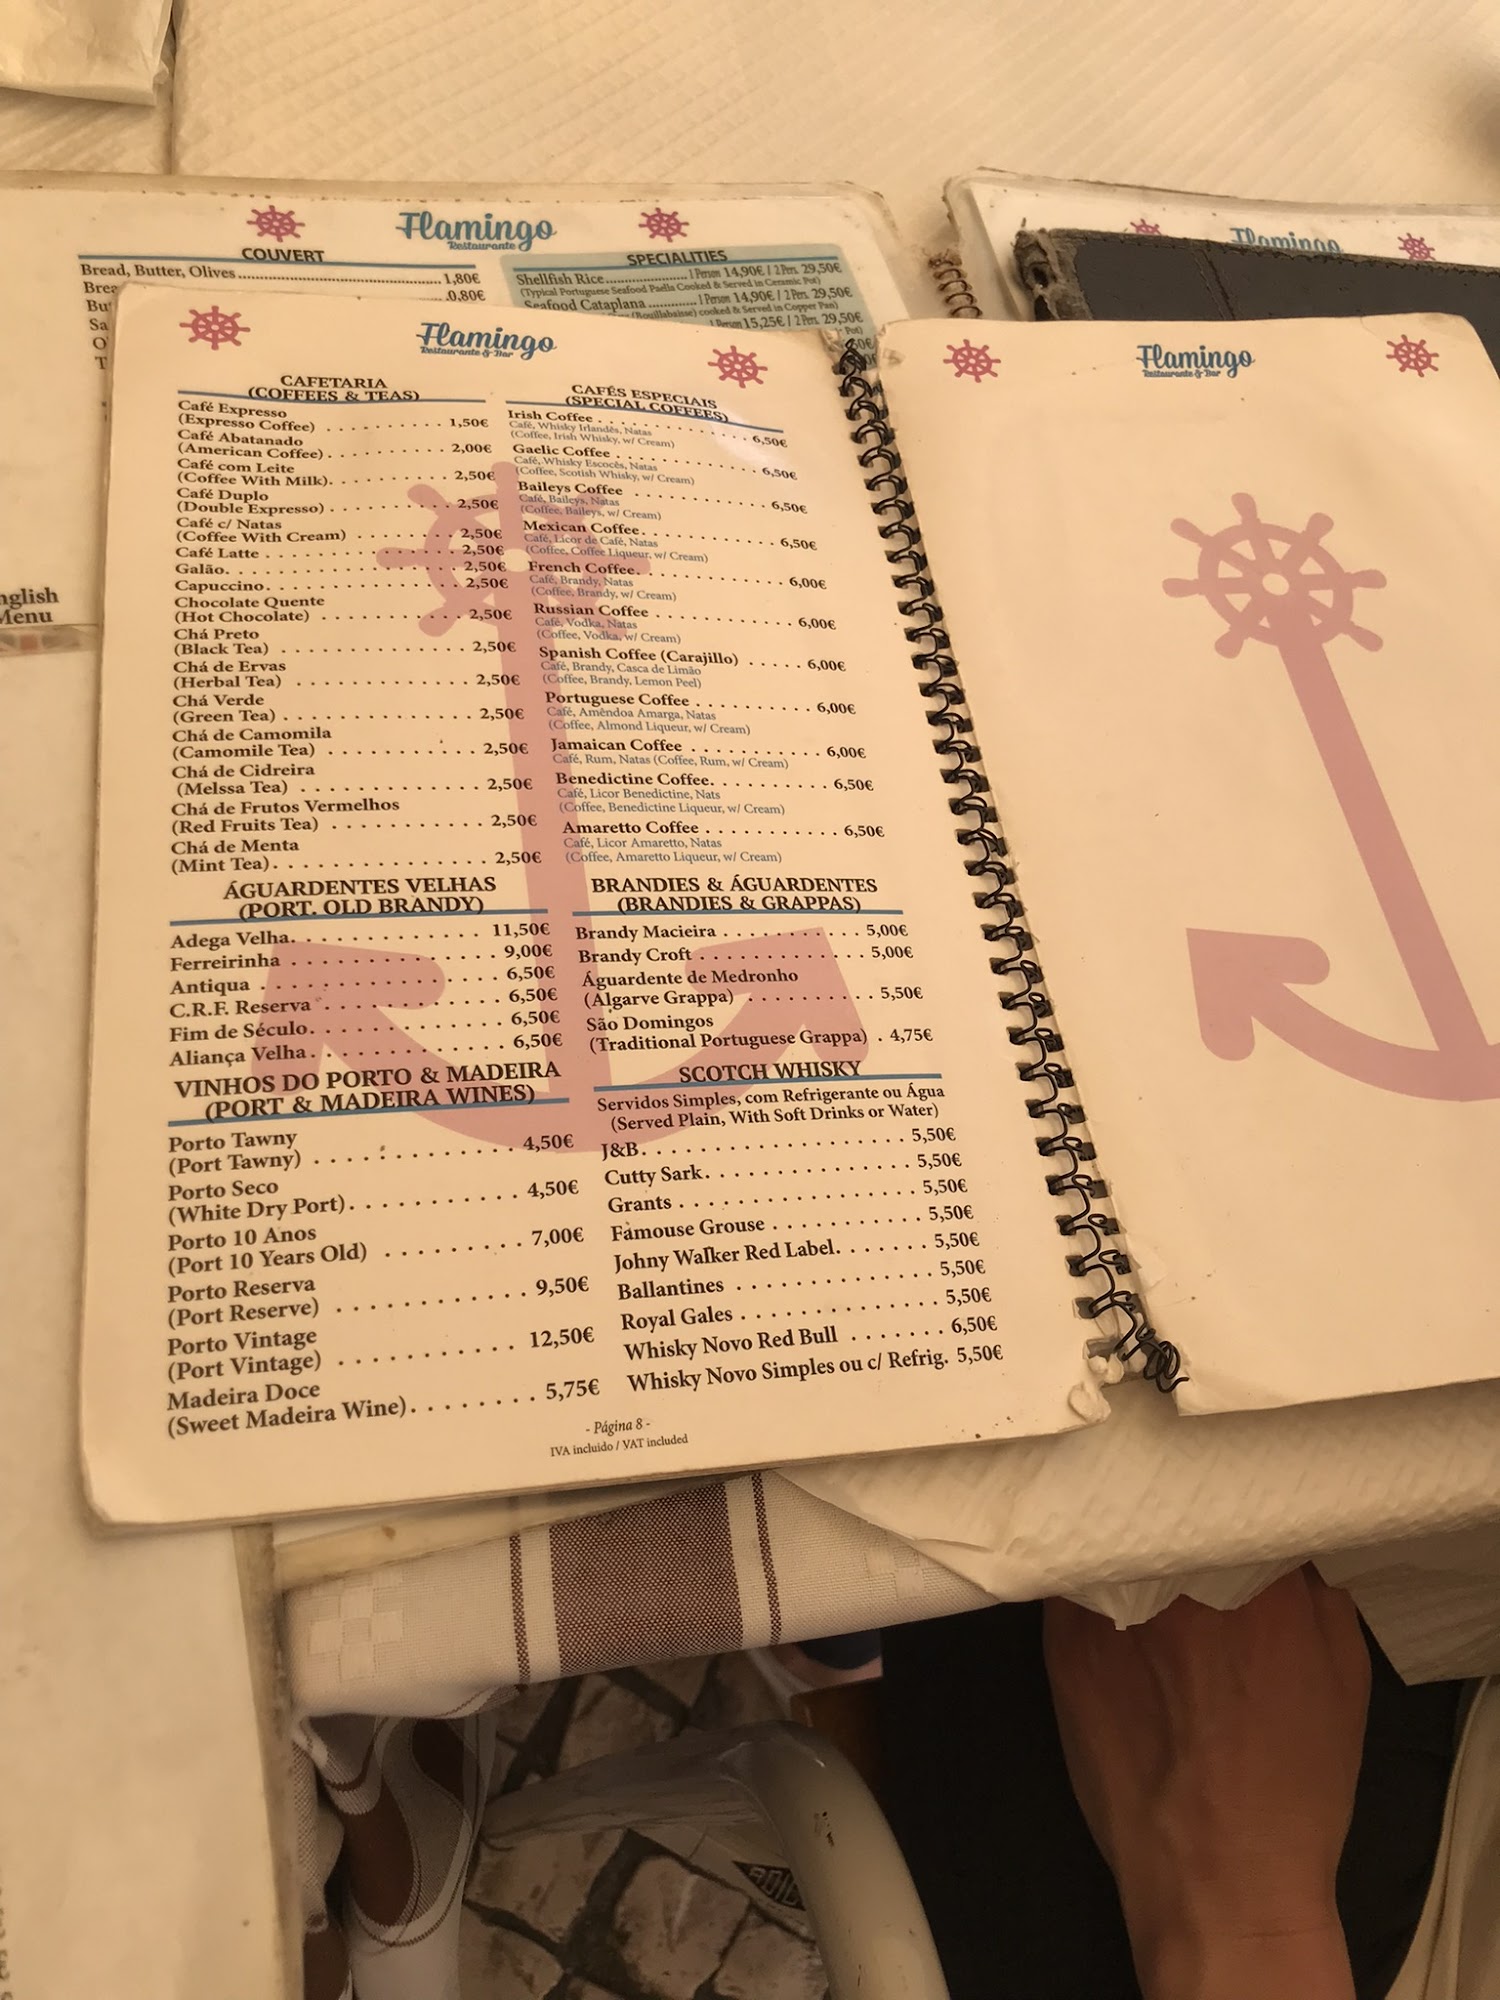 Flamingo
Restaurante
COUVERT
Bread, Butter, Olives 1,80€
0,80€
SPECIALITIES
Shellfish Rice 1 Person 14,90€ / 2 Pers. 29,50€
(Typical Portuguese Seafood Paella Cooked & Served in Ceramic Pot)
Seafood Cataplana 1 Person 14,90€ / 2 Pers. 29,50€
(Bouillabaisse) cooked & Served in Copper Pan)
1 Person 15,25€ / 2 Pers. 29,50€
Pot)
Menu
Flamingo
Restaurante & Bar
CAFETARIA
(COFFEES & TEAS)
Café Expresso
(Expresso Coffee) . . . . . . . . . . 1,50€
Café Abatanado
(American Coffee) . . . . . . . . . . 2,00€
Café com Leite
(Coffee With Milk). . . . . . . . . . 2,50€
Café Duplo
(Double Expresso) . . . . . . . . . . 2,50€
Café c/ Natas
(Coffee With Cream) . . . . . . . . 2,50€
Café Latte . . . . . . . . . . . . . . . 2,50€
Galão. . . . . . . . . . . . . . . . . . 2,50€
Capuccino. . . . . . . . . . . . . . . 2,50€
Chocolate Quente
(Hot Chocolate) . . . . . . . . . . . 2,50€
Chá Preto
(Black Tea) . . . . . . . . . . . . . . 2,50€
Chá de Ervas
(Herbal Tea) . . . . . . . . . . . . . 2,50€
Chá Verde
(Green Tea) . . . . . . . . . . . . . . 2,50€
Chá de Camomila
(Camomile Tea) . . . . . . . . . . . 2,50€
Chá de Cidreira
(Melssa Tea) . . . . . . . . . . . . . 2,50€
Chá de Frutos Vermelhos
(Red Fruits Tea) . . . . . . . . . . . 2,50€
Chá de Menta
(Mint Tea). . . . . . . . . . . . . . . 2,50€
ÁGUARDENTES VELHAS
(PORT. OLD BRANDY)
Adega Velha. . . . . . . . . . . . . 11,50€
Ferreirinha . . . . . . . . . . . . . . 9,00€
Antiqua . . . . . . . . . . . . . . . . 6,50€
C.R.F. Reserva . . . . . . . . . . . . 6,50€
Fim de Século. . . . . . . . . . . . . 6,50€
Aliança Velha. . . . . . . . . . . . . 6,50€
VINHOS DO PORTO & MADEIRA
(PORT & MADEIRA WINES)
Porto Tawny
(Port Tawny) . . . . . . . . . . . . . 4,50€
Porto Seco
(White Dry Port). . . . . . . . . . . 4,50€
Porto 10 Anos
(Port 10 Years Old) . . . . . . . . . 7,00€
Porto Reserva
(Port Reserve) . . . . . . . . . . . . 9,50€
Porto Vintage
(Port Vintage) . . . . . . . . . . . 12,50€
Madeira Doce
(Sweet Madeira Wine). . . . . . . . 5,75€
CAFÉS ESPECIAIS
(SPECIAL COFFEES)
Irish Coffee . . . . . . . . . . . . . . 6,50€
Café, Whisky Irlandês, Natas
(Coffee, Irish Whisky, w/ Cream)
Gaelic Coffee . . . . . . . . . . . . . 6,50€
Café, Whisky Escocês, Natas
(Coffee, Scotish Whisky, w/ Cream)
Baileys Coffee . . . . . . . . . . . . 6,50€
Café, Baileys, Natas
(Coffee, Baileys, w/ Cream)
Mexican Coffee. . . . . . . . . . . . 6,50€
Café, Licor de Café, Natas
(Coffee, Coffee Liqueur, w/ Cream)
French Coffee. . . . . . . . . . . . . 6,00€
Café, Brandy, Natas
(Coffee, Brandy, w/ Cream)
Russian Coffee . . . . . . . . . . . . 6,00€
Café, Vodka, Natas
(Coffee, Vodka, w/ Cream)
Spanish Coffee (Carajillo) . . . . . 6,00€
Café, Brandy, Casca de Limão
(Coffee, Brandy, Lemon Peel)
Portuguese Coffee . . . . . . . . . . 6,00€
Café, Amêndoa Amarga, Natas
(Coffee, Almond Liqueur, w/ Cream)
Jamaican Coffee . . . . . . . . . . . 6,00€
Café, Rum, Natas (Coffee, Rum, w/ Cream)
Benedictine Coffee. . . . . . . . . . 6,50€
Café, Licor Benedictine, Nats
(Coffee, Benedictine Liqueur, w/ Cream)
Amaretto Coffee . . . . . . . . . . . 6,50€
Café, Licor Amaretto, Natas
(Coffee, Amaretto Liqueur, w/ Cream)
BRANDIES & ÁGUARDENTES
(BRANDIES & GRAPPAS)
Brandy Macieira . . . . . . . . . . . 5,00€
Brandy Croft . . . . . . . . . . . . . 5,00€
Águardente de Medronho
(Algarve Grappa) . . . . . . . . . . 5,50€
São Domingos
(Traditional Portuguese Grappa) . 4,75€
SCOTCH WHISKY
Servidos Simples, com Refrigerante ou Água
(Served Plain, With Soft Drinks or Water)
J&B. . . . . . . . . . . . . . . . . . . 5,50€
Cutty Sark. . . . . . . . . . . . . . . 5,50€
Grants . . . . . . . . . . . . . . . . . 5,50€
Famouse Grouse . . . . . . . . . . . 5,50€
Johny Walker Red Label. . . . . . . 5,50€
Ballantines . . . . . . . . . . . . . . 5,50€
Royal Gales . . . . . . . . . . . . . . 5,50€
Whisky Novo Red Bull . . . . . . . 6,50€
Whisky Novo Simples ou c/ Refrig. 5,50€
- Página 8 -
IVA incluido / VAT included
Flamingo
Restaurante & Bar
Flamingo